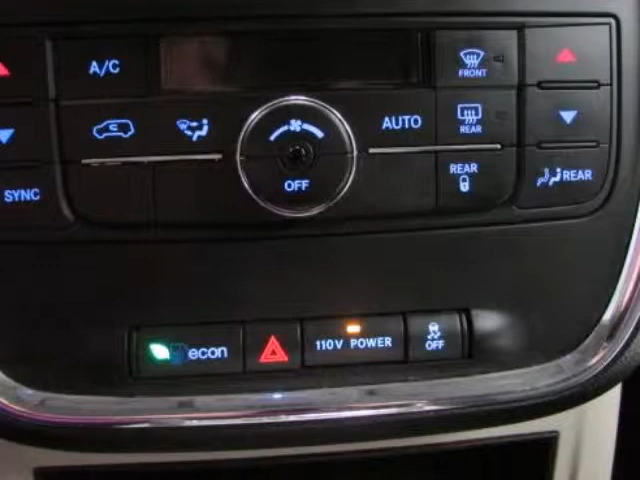 A/C
FRONT
AUTO
REAR
SYNC
OFF
REAR
REAR
econ
110V POWER
OFF